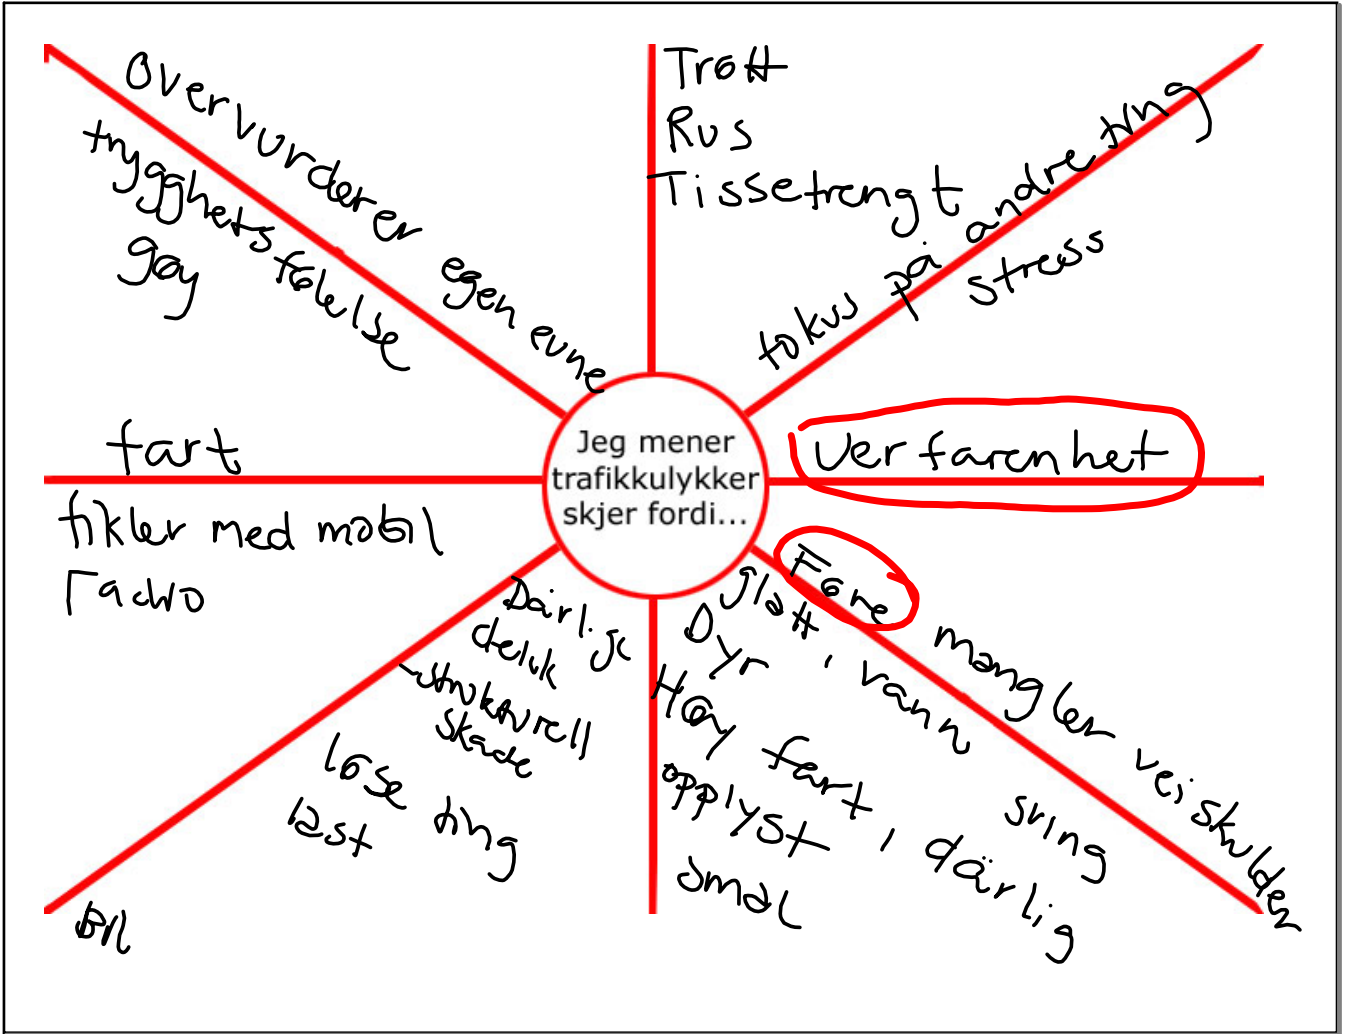 Overvurderer egen evne
trygghetsfølelse
gøy
Trøtt
Rus
Tissetrengt
fokus på andre ting
stress
fart
fikler med mobil
radio
Uerfarenhet
Jeg mener
trafikkulykker
skjer fordi...
Føre
glatt, vann
mangler veiskulder
sving
Dyr
Høy fart, dårlig
opplyst
smal
Dårlige
dekk
-strukturell
skade
løse ting
last
Bil